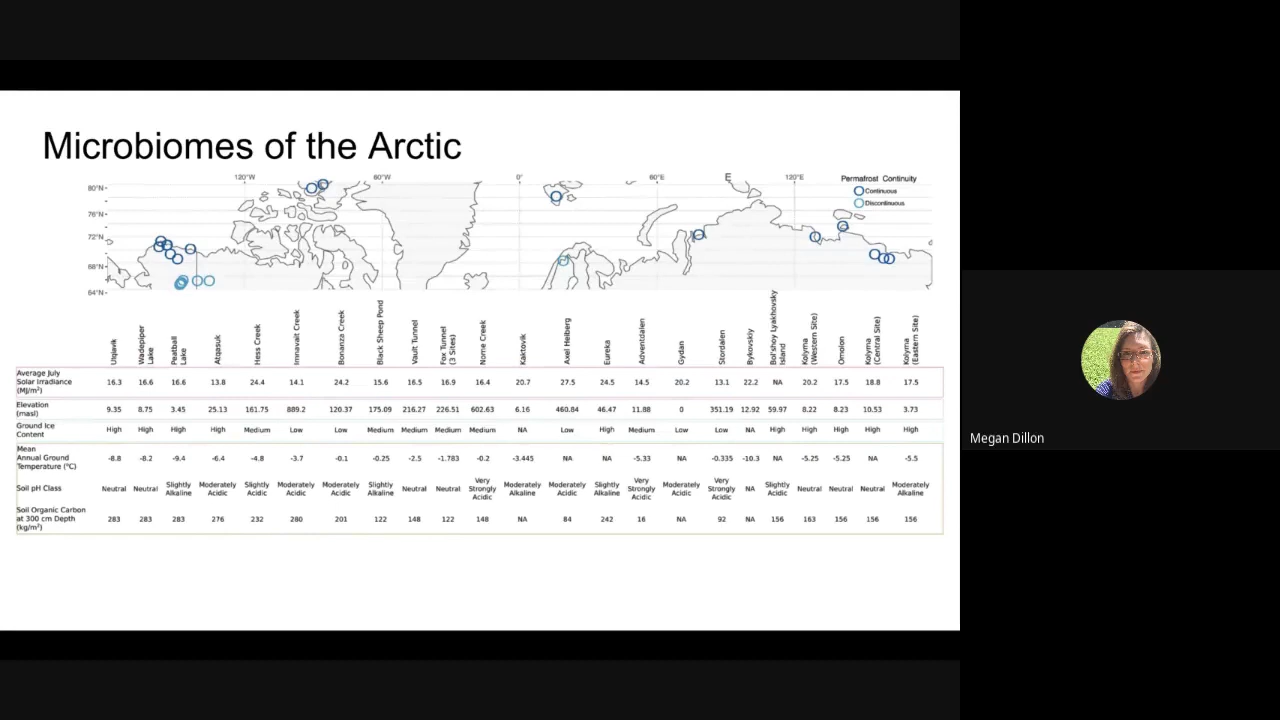 Microbiomes of the Arctic
120°W 60°W 0° 60°E E 120°E
Permafrost Continuity
Continuous
Discontinuous
80°N
76°N
72°N
68°N
64°N
Utqiavik
Wadepiper Lake
Peatball Lake
Atqasuk
Hess Creek
Imnavait Creek
Bonanza Creek
Black Sheep Pond
Vault Tunnel
Fox Tunnel (3 Sites)
Nome Creek
Kaktovik
Axel Heiberg
Eureka
Adventdalen
Gydan
Stordalen
Bykovskiy
Bol'shoy Lyakhovsky Island
Kolyma (Western Site)
Omolon
Kolyma (Central Site)
Kolyma (Eastern Site)
Average July Solar Irradiance (MJ/m²) 16.3 16.6 16.6 13.8 24.4 14.1 24.2 15.6 16.5 16.9 16.4 20.7 27.5 24.5 14.5 20.2 13.1 22.2 NA 20.2 17.5 18.8 17.5
Elevation (masl) 9.35 8.75 3.45 25.13 161.75 889.2 120.37 175.09 216.27 226.51 602.63 6.16 460.84 46.47 11.88 0 351.19 12.92 59.97 8.22 8.23 10.53 3.73
Ground Ice Content High High High High Medium Low Low Medium Medium Medium Medium NA Low High Medium Low Low NA High High High High High
Mean Annual Ground Temperature (°C) -8.8 -8.2 -9.4 -6.4 -4.8 -3.7 -0.1 -0.25 -2.5 -1.783 -0.2 -3.445 NA NA -5.33 NA -0.335 -10.3 NA -5.25 -5.25 NA -5.5
Soil pH Class Neutral Neutral Slightly Alkaline Moderately Acidic Slightly Acidic Moderately Acidic Moderately Acidic Slightly Alkaline Neutral Neutral Very Strongly Acidic Moderately Alkaline Moderately Acidic Slightly Alkaline Very Strongly Acidic Moderately Acidic Very Strongly Acidic NA Slightly Acidic Neutral Neutral Neutral Moderately Alkaline
Soil Organic Carbon at 300 cm Depth (kg/m²) 283 283 283 276 232 280 201 122 148 122 148 NA 84 242 16 NA 92 NA 156 163 156 156 156
Megan Dillon